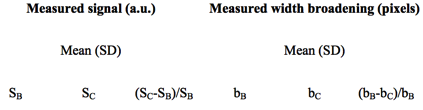 Measured signal (a.u.) Measured width broadening (pixels)
Mean (SD) Mean (SD)
SB SC (SC-SB)/SB bB bC (bB-bC)/bB